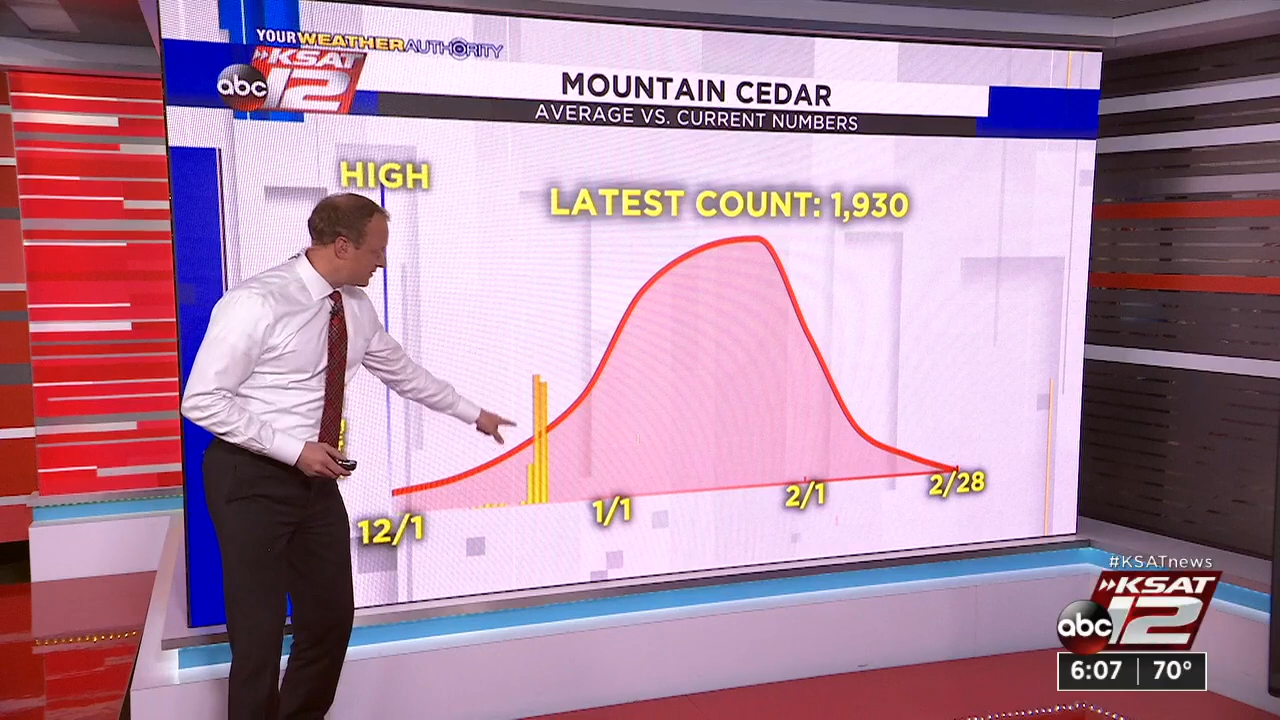 YOUR WEATHER AUTHORITY
KSAT
abc 12
MOUNTAIN CEDAR
AVERAGE VS. CURRENT NUMBERS
HIGH
LATEST COUNT: 1,930
12/1
1/1
2/1
2/28
#KSATnews
KSAT
abc 12
6:07 70°